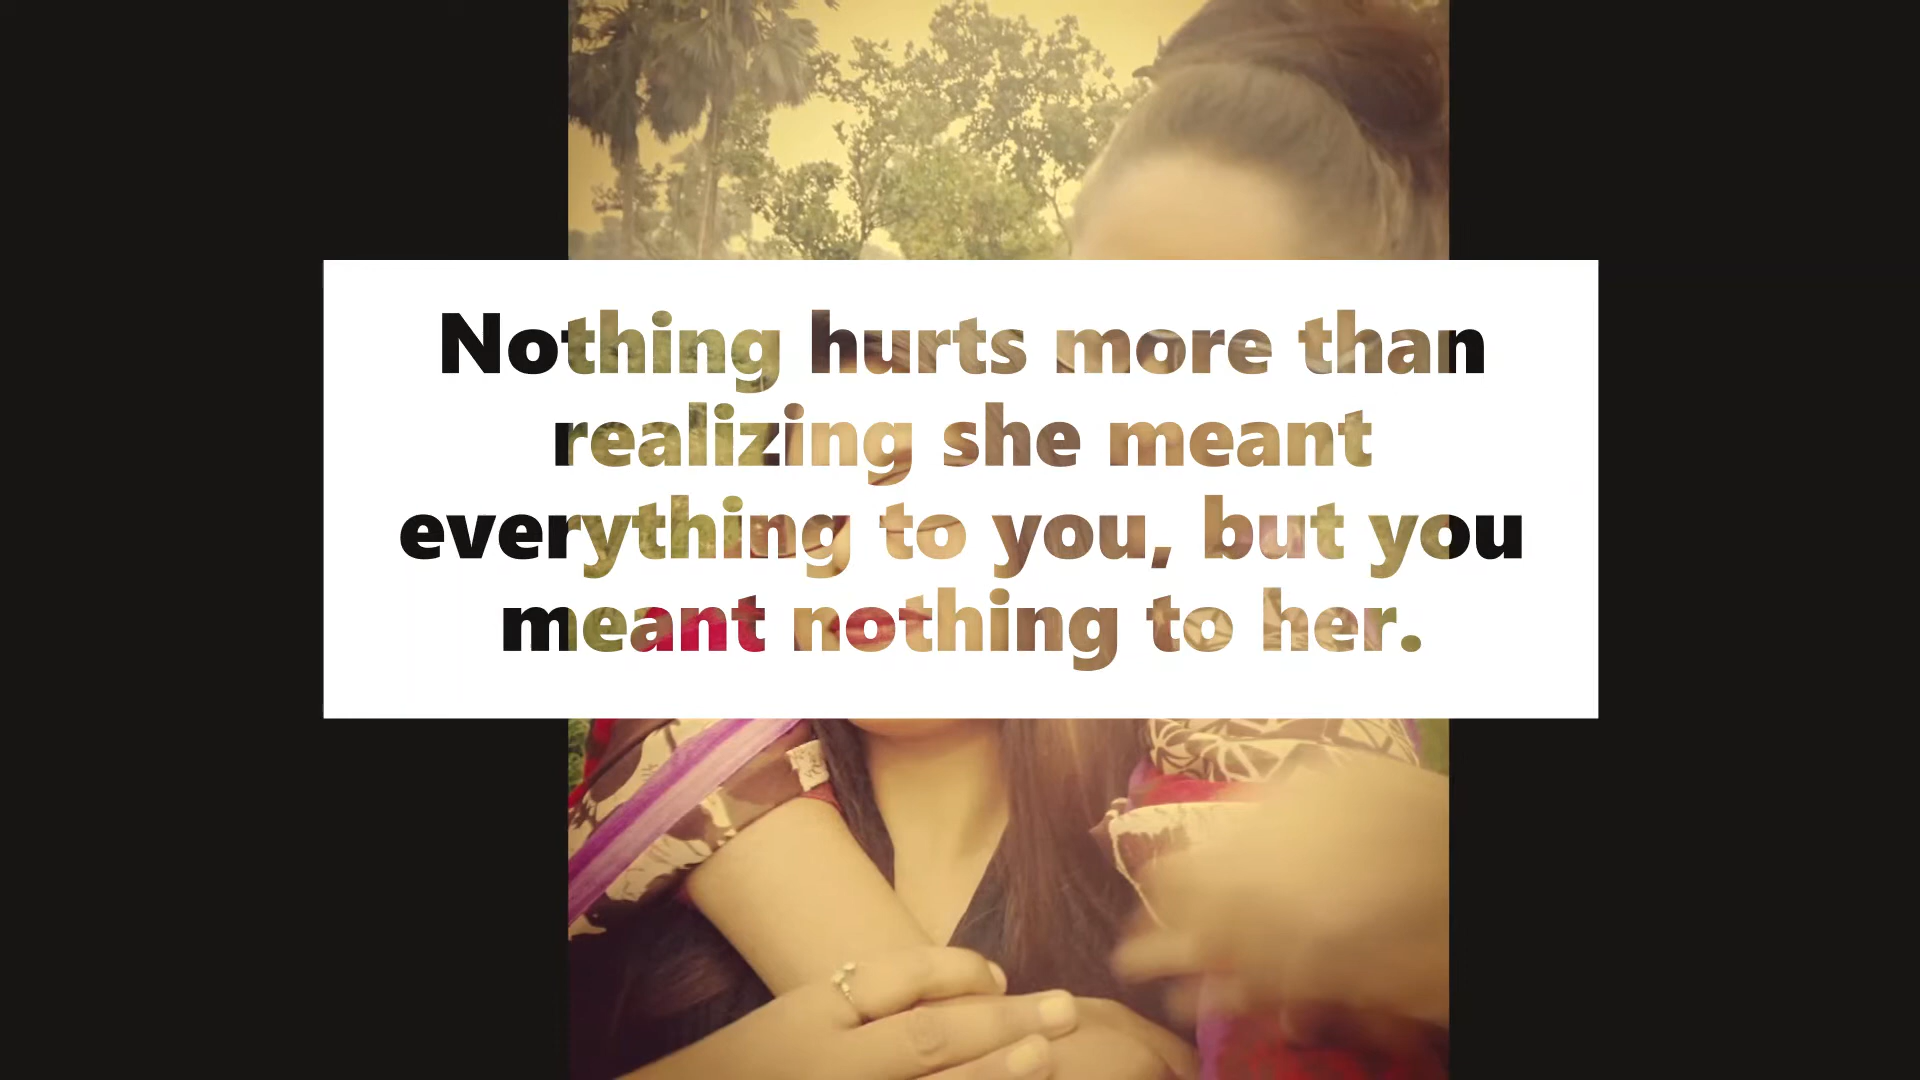 Nothing hurts more than
realizing she meant
everything to you, but you
meant nothing to her.